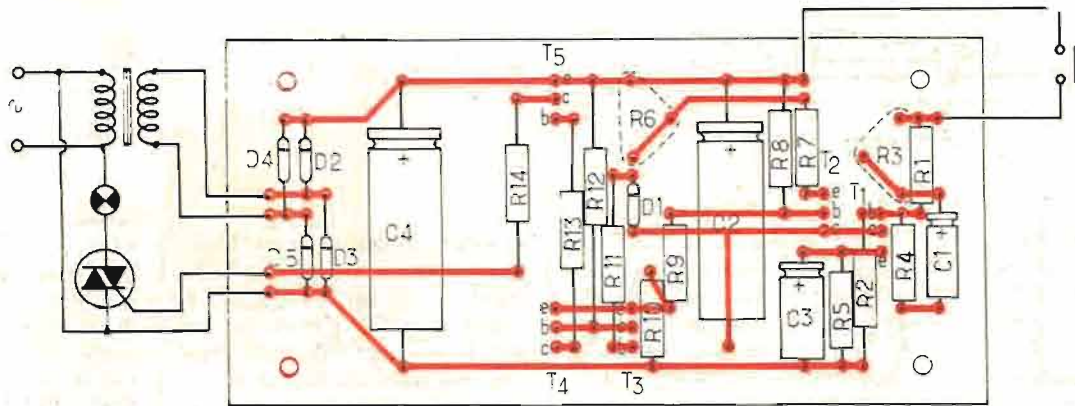 T5
e
c
b
R6
D4
D2
C4
+
R14
R12
R13
D1
R8
R7
T2
R3
R1
T1
C2
+
D3
R11
R9
R10
e
b
c
e
b
c
C3
+
R5
R2
R4
C1
+
T4
T3